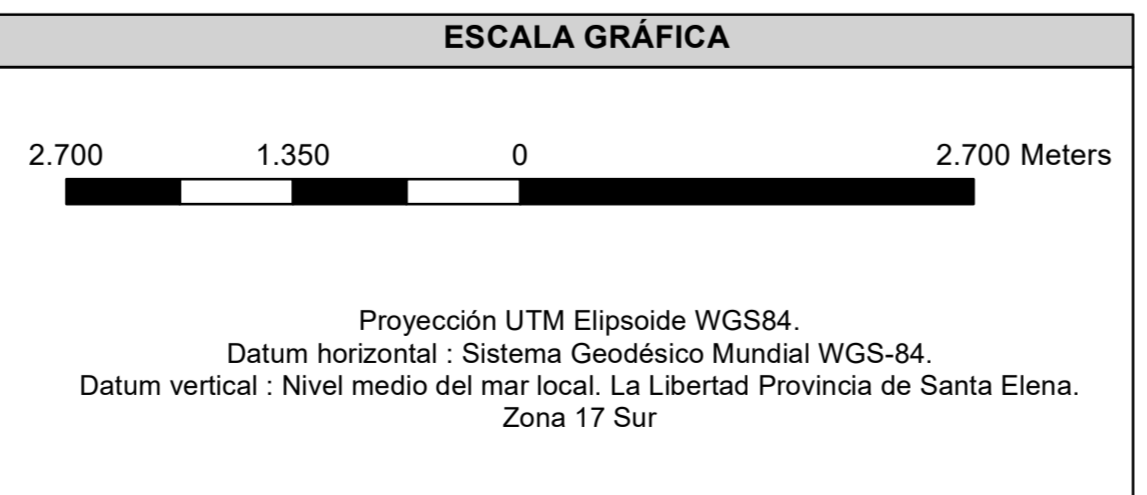 ESCALA GRÁFICA
2.700 1.350 0 2.700 Meters
Proyección UTM Elipsoide WGS84.
Datum horizontal : Sistema Geodésico Mundial WGS-84.
Datum vertical : Nivel medio del mar local. La Libertad Provincia de Santa Elena.
Zona 17 Sur